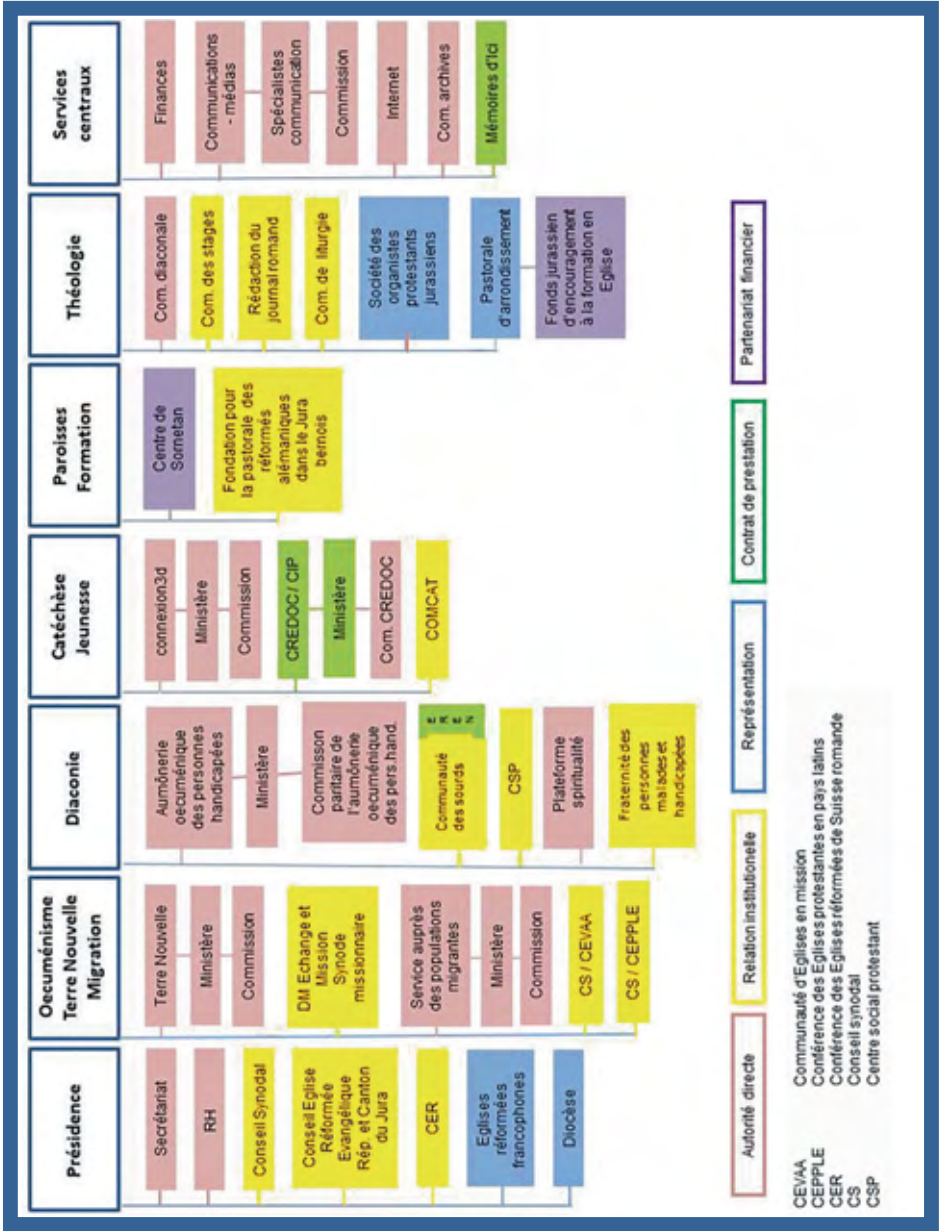 Présidence
Secrétariat
RH
Conseil Synodal
Conseil Eglise
Réformée
Evangélique
Rép. et Canton
du Jura
CER
Eglises
réformées
francophones
Diocèse
Oecuménisme
Terre Nouvelle
Migration
Terre Nouvelle
Ministère
Commission
DM Echange et
Mission
Synode
missionnaire
Service auprès
des populations
migrantes
Ministère
Commission
CS / CEVAA
CS / CEPPLE
Diaconie
Aumônerie
oecuménique
des personnes
handicapées
Ministère
Commisson
paritaire de
l'aumônerie
oecuménique
des pers.hand.
Communauté
des sourds
E
R
E
N
CSP
Plateforme
spiritualité
Fraternité des
personnes
malades et
handicapées
Catéchèse
Jeunesse
connexion3d
Ministère
Commission
CREDOC / CIP
Ministère
Com. CREDOC
COMCAT
Paroisses
Formation
Centre de
Sornetan
Fondation pour
la pastorale des
réformés
alémaniques
dans le Jura
bernois
Théologie
Com. diaconale
Com. des stages
Rédaction du
journal romand
Com. de liturgie
Société des
organistes
protestants
jurassiens
Pastorale
d'arrondissement
Fonds jurassien
d'encouragement
à la formation en
Eglise
Services
centraux
Finances
Communications
- médias
Spécialistes
communication
Commission
Internet
Com. archives
Mémoires d'Ici
Autorité directe
Relation institutionelle
Représentation
Contrat de prestation
Partenariat financier
CEVAA Communauté d'Eglises en mission
CEPPLE Conférence des Eglises protestantes en pays latins
CER Conférence des Eglises réformées de Suisse romande
CS Conseil synodal
CSP Centre social protestant